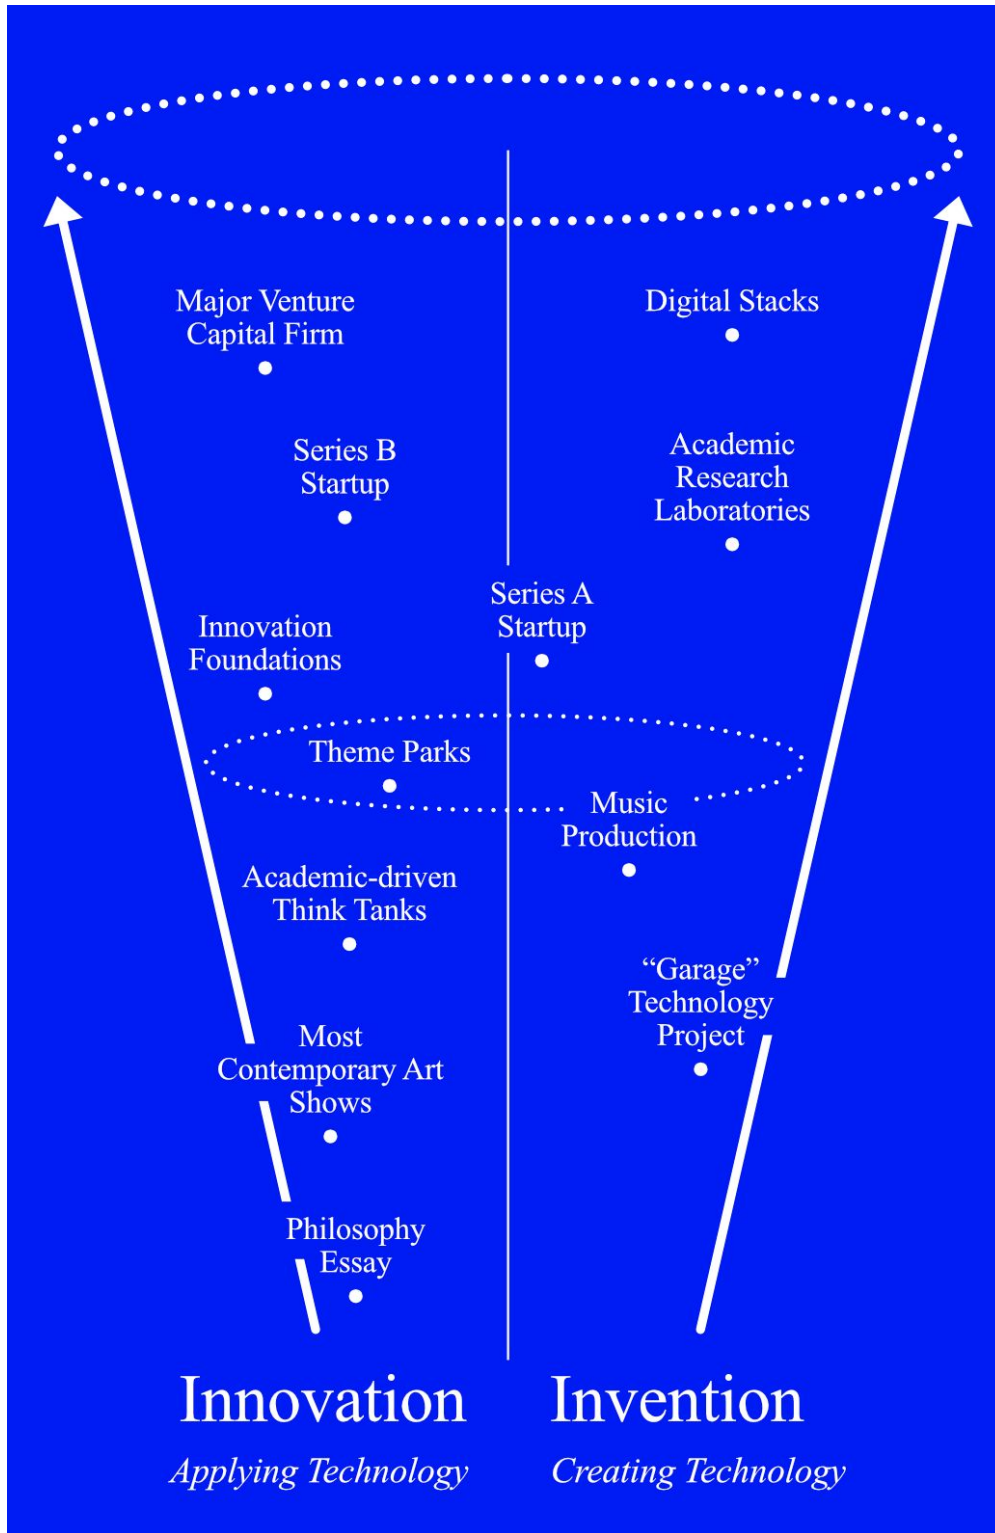 Major Venture
Capital Firm
Digital Stacks
Series B
Startup
Academic
Research
Laboratories
Series A
Startup
Innovation
Foundations
Theme Parks
Music
Production
Academic-driven
Think Tanks
“Garage”
Technology
Project
Most
Contemporary Art
Shows
Philosophy
Essay
Innovation
Applying Technology
Invention
Creating Technology